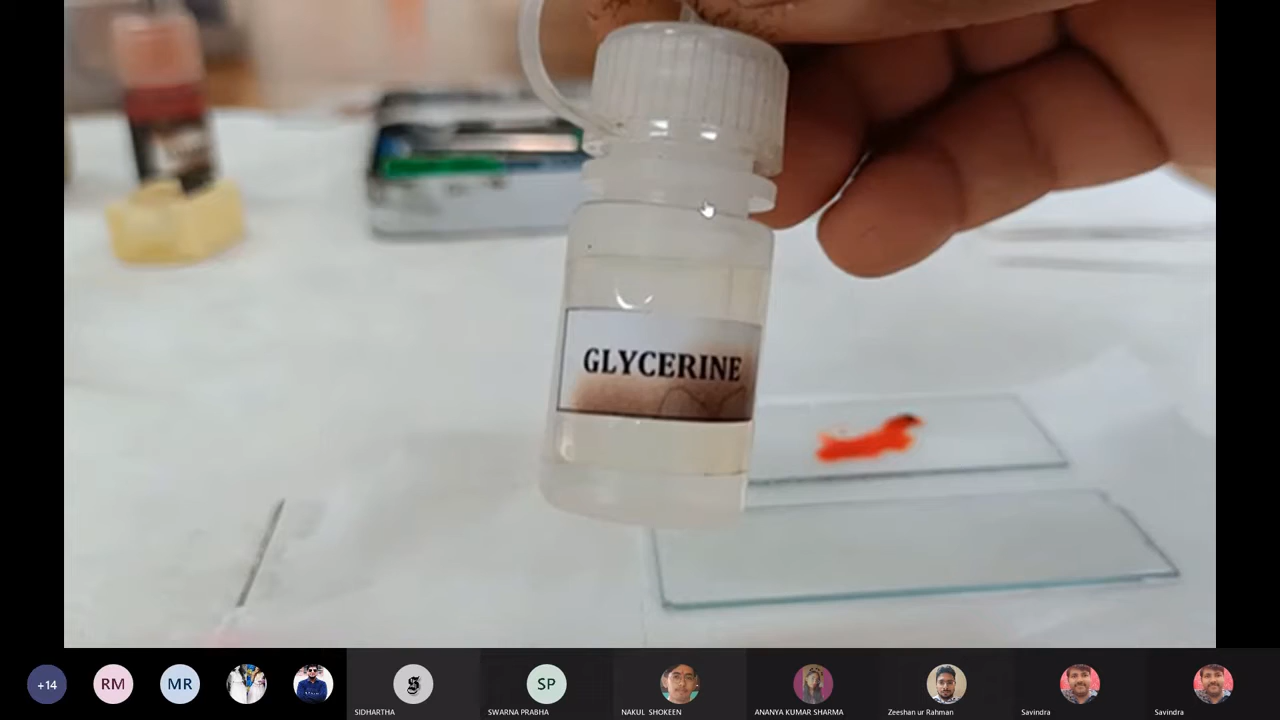 GLYCERINE
+14
RM
MR
SIDHARTHA
SP
SWARNA PRABHA
NAKUL SHOKEEN
ANANYA KUMAR SHARMA
Zeeshan ur Rahman
Savindra
Savindra